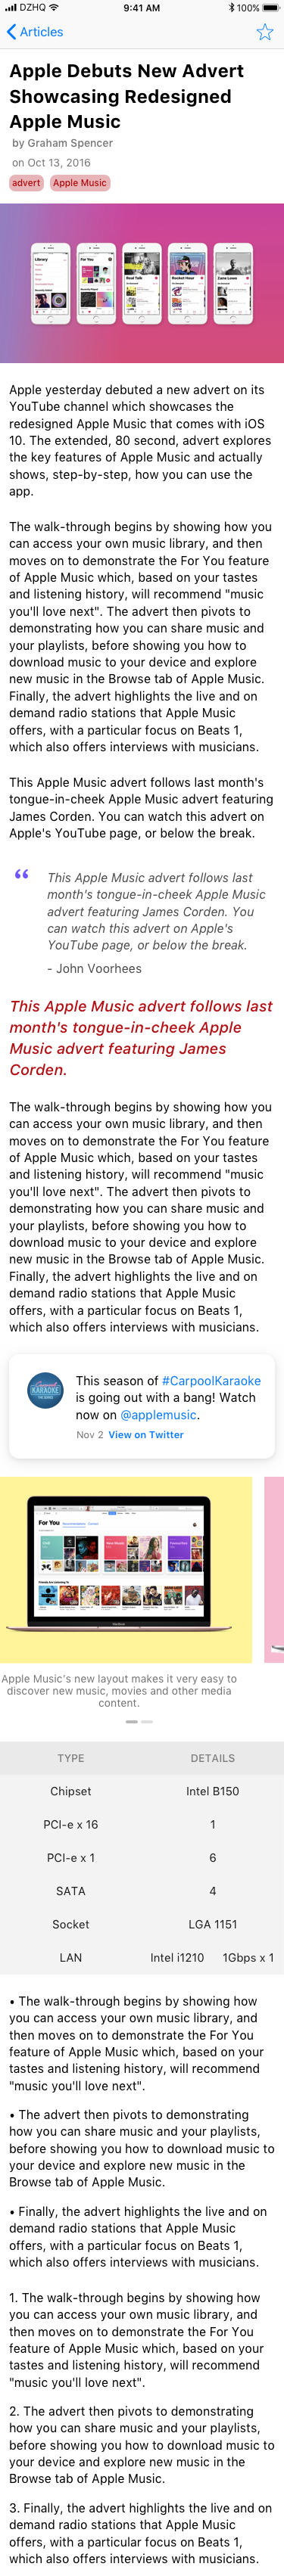 DZHQ 9:41 AM 100%
Articles
Apple Debuts New Advert
Showcasing Redesigned
Apple Music
by Graham Spencer
on Oct 13, 2016
advert Apple Music
Library For You Real Talk Rocket Hour Zane Lowe
Apple yesterday debuted a new advert on its
YouTube channel which showcases the
redesigned Apple Music that comes with iOS
10. The extended, 80 second, advert explores
the key features of Apple Music and actually
shows, step-by-step, how you can use the
app.
The walk-through begins by showing how you
can access your own music library, and then
moves on to demonstrate the For You feature
of Apple Music which, based on your tastes
and listening history, will recommend "music
you'll love next". The advert then pivots to
demonstrating how you can share music and
your playlists, before showing you how to
download music to your device and explore
new music in the Browse tab of Apple Music.
Finally, the advert highlights the live and on
demand radio stations that Apple Music
offers, with a particular focus on Beats 1,
which also offers interviews with musicians.
This Apple Music advert follows last month's
tongue-in-cheek Apple Music advert featuring
James Corden. You can watch this advert on
Apple's YouTube page, or below the break.
“ This Apple Music advert follows last
month's tongue-in-cheek Apple Music
advert featuring James Corden. You
can watch this advert on Apple's
YouTube page, or below the break.
- John Voorhees
This Apple Music advert follows last
month's tongue-in-cheek Apple
Music advert featuring James
Corden.
The walk-through begins by showing how you
can access your own music library, and then
moves on to demonstrate the For You feature
of Apple Music which, based on your tastes
and listening history, will recommend "music
you'll love next". The advert then pivots to
demonstrating how you can share music and
your playlists, before showing you how to
download music to your device and explore
new music in the Browse tab of Apple Music.
Finally, the advert highlights the live and on
demand radio stations that Apple Music
offers, with a particular focus on Beats 1,
which also offers interviews with musicians.
KARAOKE
This season of #CarpoolKaraoke
is going out with a bang! Watch
now on @applemusic.
Nov 2 View on Twitter
For You
Apple Music's new layout makes it very easy to
discover new music, movies and other media
content.
TYPE DETAILS
Chipset Intel B150
PCI-e x 16 1
PCI-e x 1 6
SATA 4
Socket LGA 1151
LAN Intel i1210 1Gbps x 1
• The walk-through begins by showing how
you can access your own music library, and
then moves on to demonstrate the For You
feature of Apple Music which, based on your
tastes and listening history, will recommend
"music you'll love next".
• The advert then pivots to demonstrating
how you can share music and your playlists,
before showing you how to download music to
your device and explore new music in the
Browse tab of Apple Music.
• Finally, the advert highlights the live and on
demand radio stations that Apple Music
offers, with a particular focus on Beats 1,
which also offers interviews with musicians.
1. The walk-through begins by showing how
you can access your own music library, and
then moves on to demonstrate the For You
feature of Apple Music which, based on your
tastes and listening history, will recommend
"music you'll love next".
2. The advert then pivots to demonstrating
how you can share music and your playlists,
before showing you how to download music to
your device and explore new music in the
Browse tab of Apple Music.
3. Finally, the advert highlights the live and on
demand radio stations that Apple Music
offers, with a particular focus on Beats 1,
which also offers interviews with musicians.